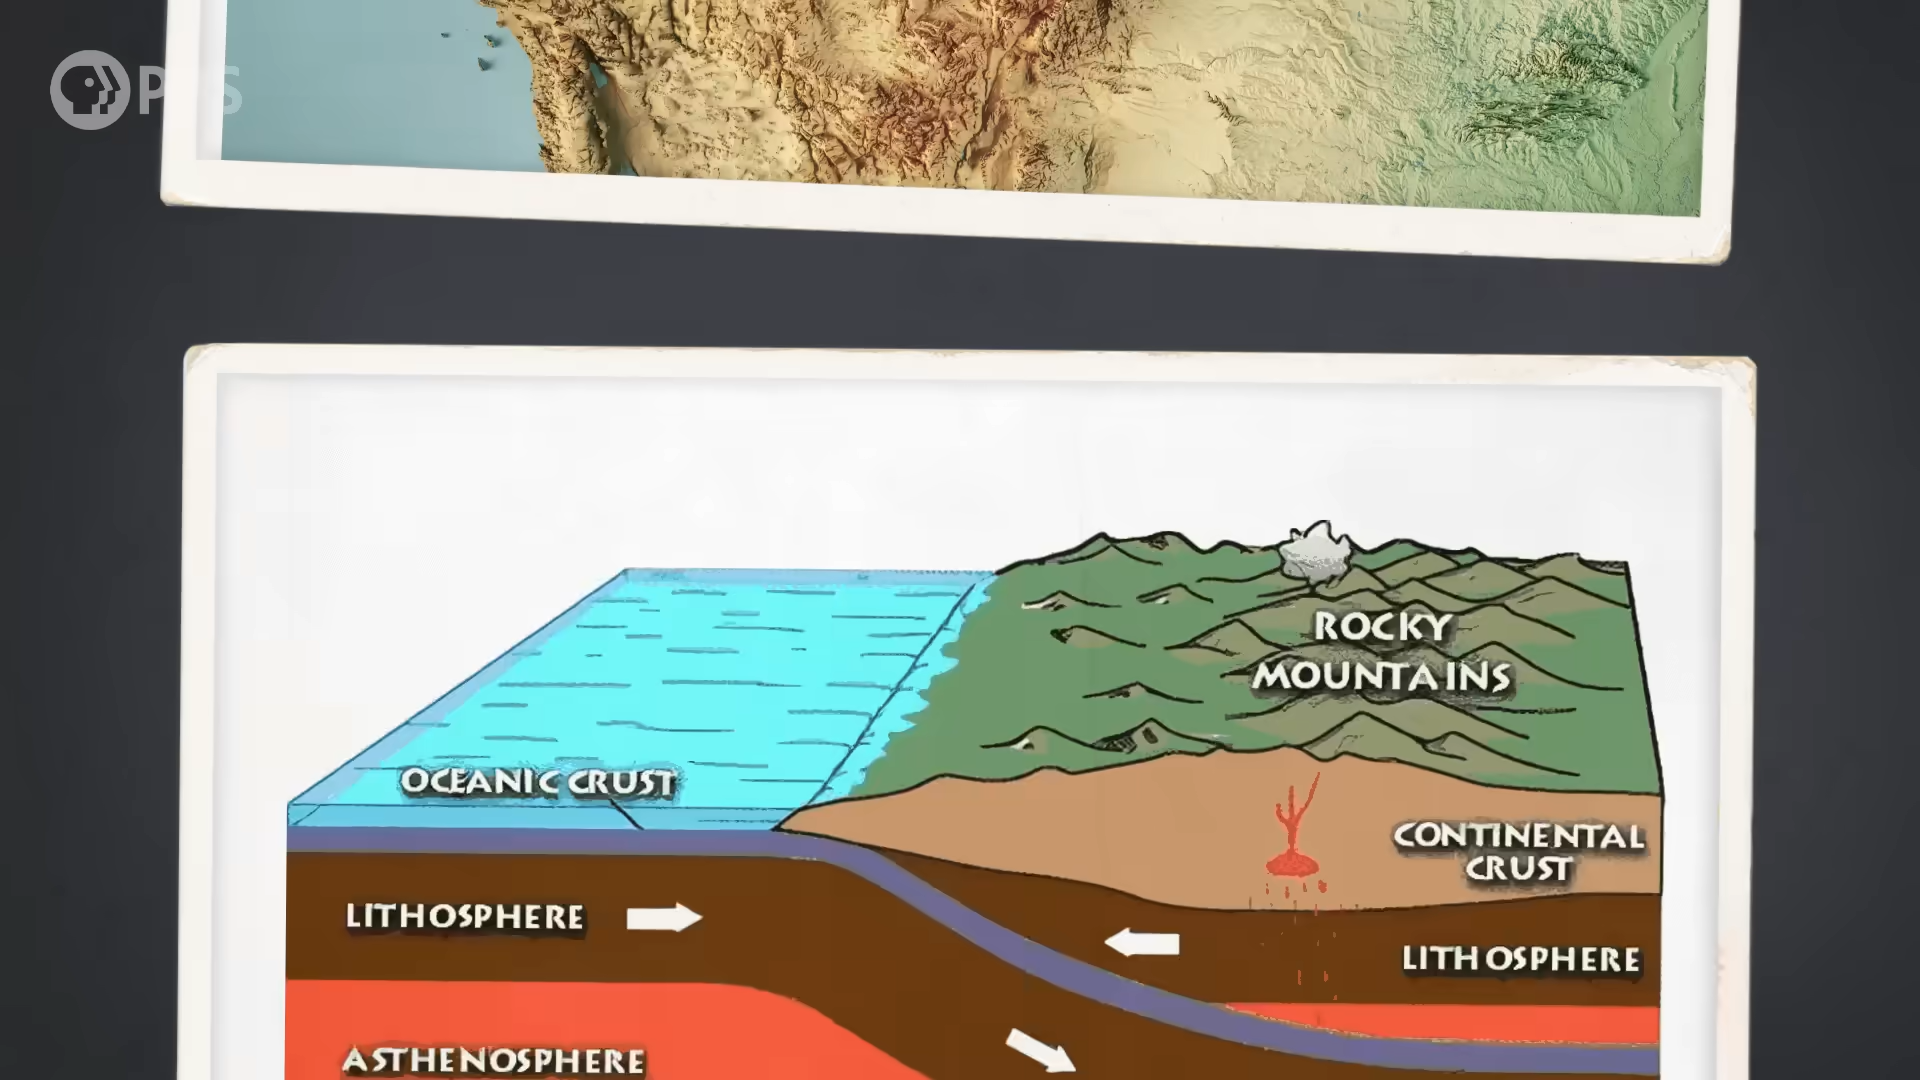 PBS
ROCKY
MOUNTAINS
OCEANIC CRUST
CONTINENTAL
CRUST
LITHOSPHERE
LITHOSPHERE
ASTHENOSPHERE